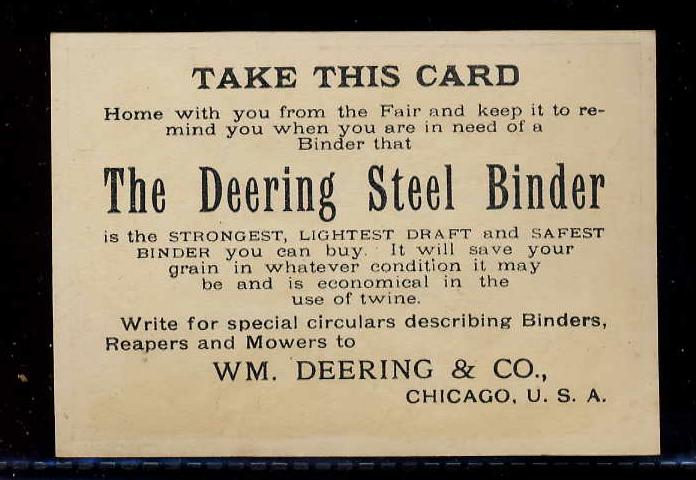 TAKE THIS CARD
Home with you from the Fair and keep it to re-
mind you when you are in need of a
Binder that
The Deering Steel Binder
is the STRONGEST, LIGHTEST DRAFT and SAFEST
BINDER you can buy. It will save your
grain in whatever condition it may
be and is economical in the
use of twine.
Write for special circulars describing Binders,
Reapers and Mowers to
WM. DEERING & CO.,
CHICAGO, U. S. A.